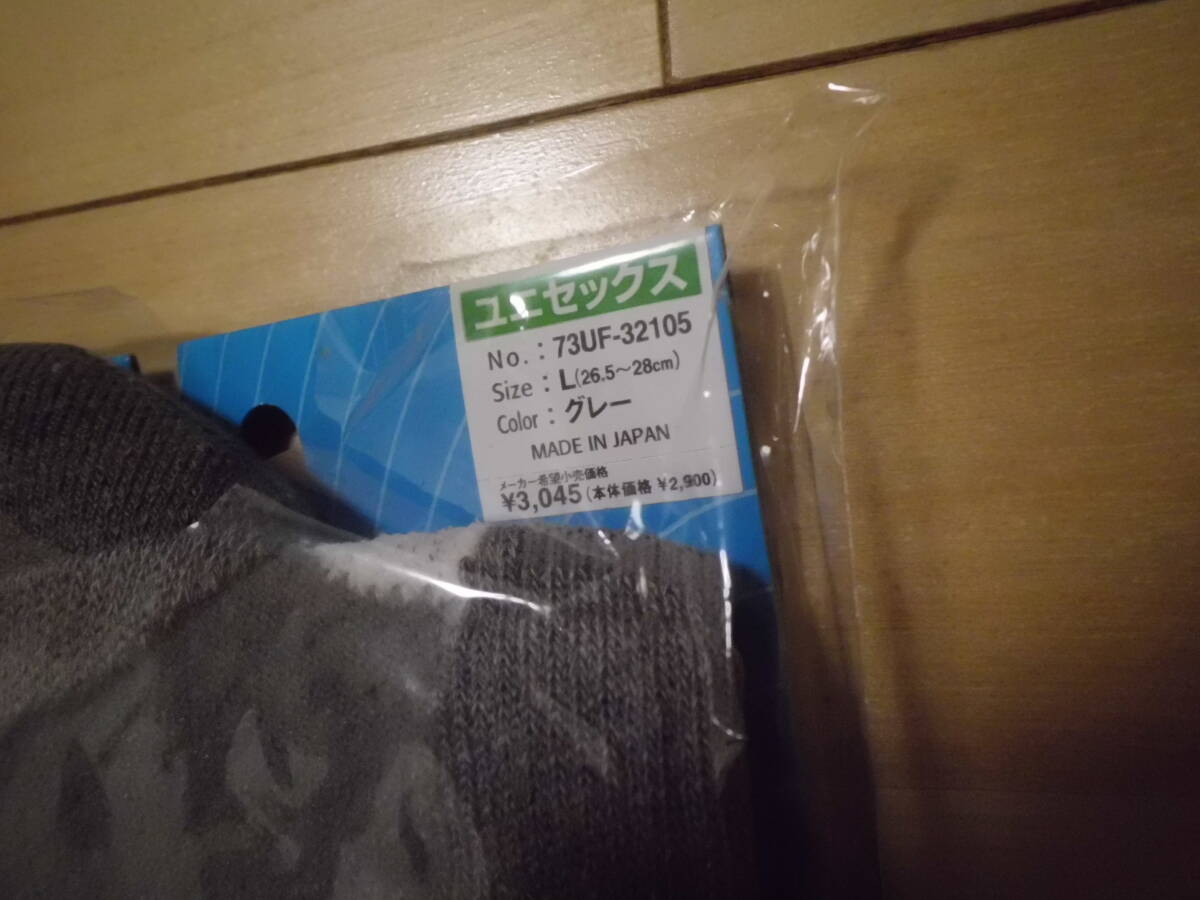 ユニセックス
No.：73UF-32105
Size：L(26.5～28cm)
Color：グレー
MADE IN JAPAN
メーカー希望小売価格
¥3,045(本体価格 ¥2,900)